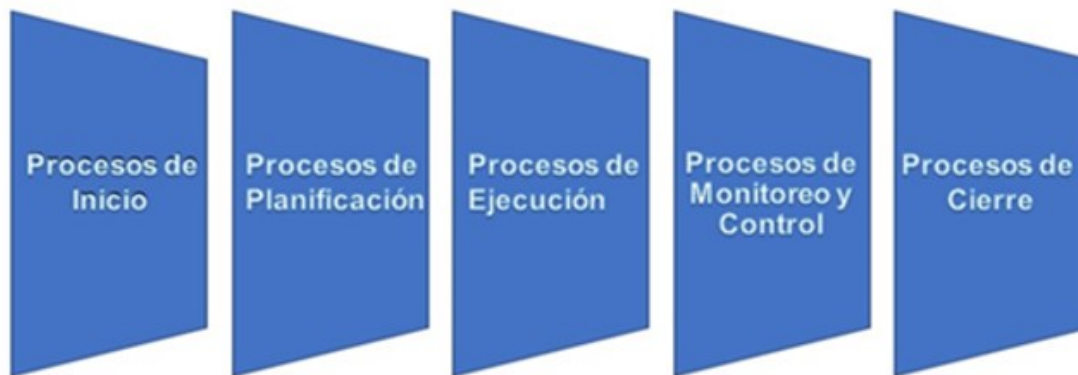 Procesos de
Inicio
Procesos de
Planificación
Procesos de
Ejecución
Procesos de
Monitoreo y
Control
Procesos de
Cierre